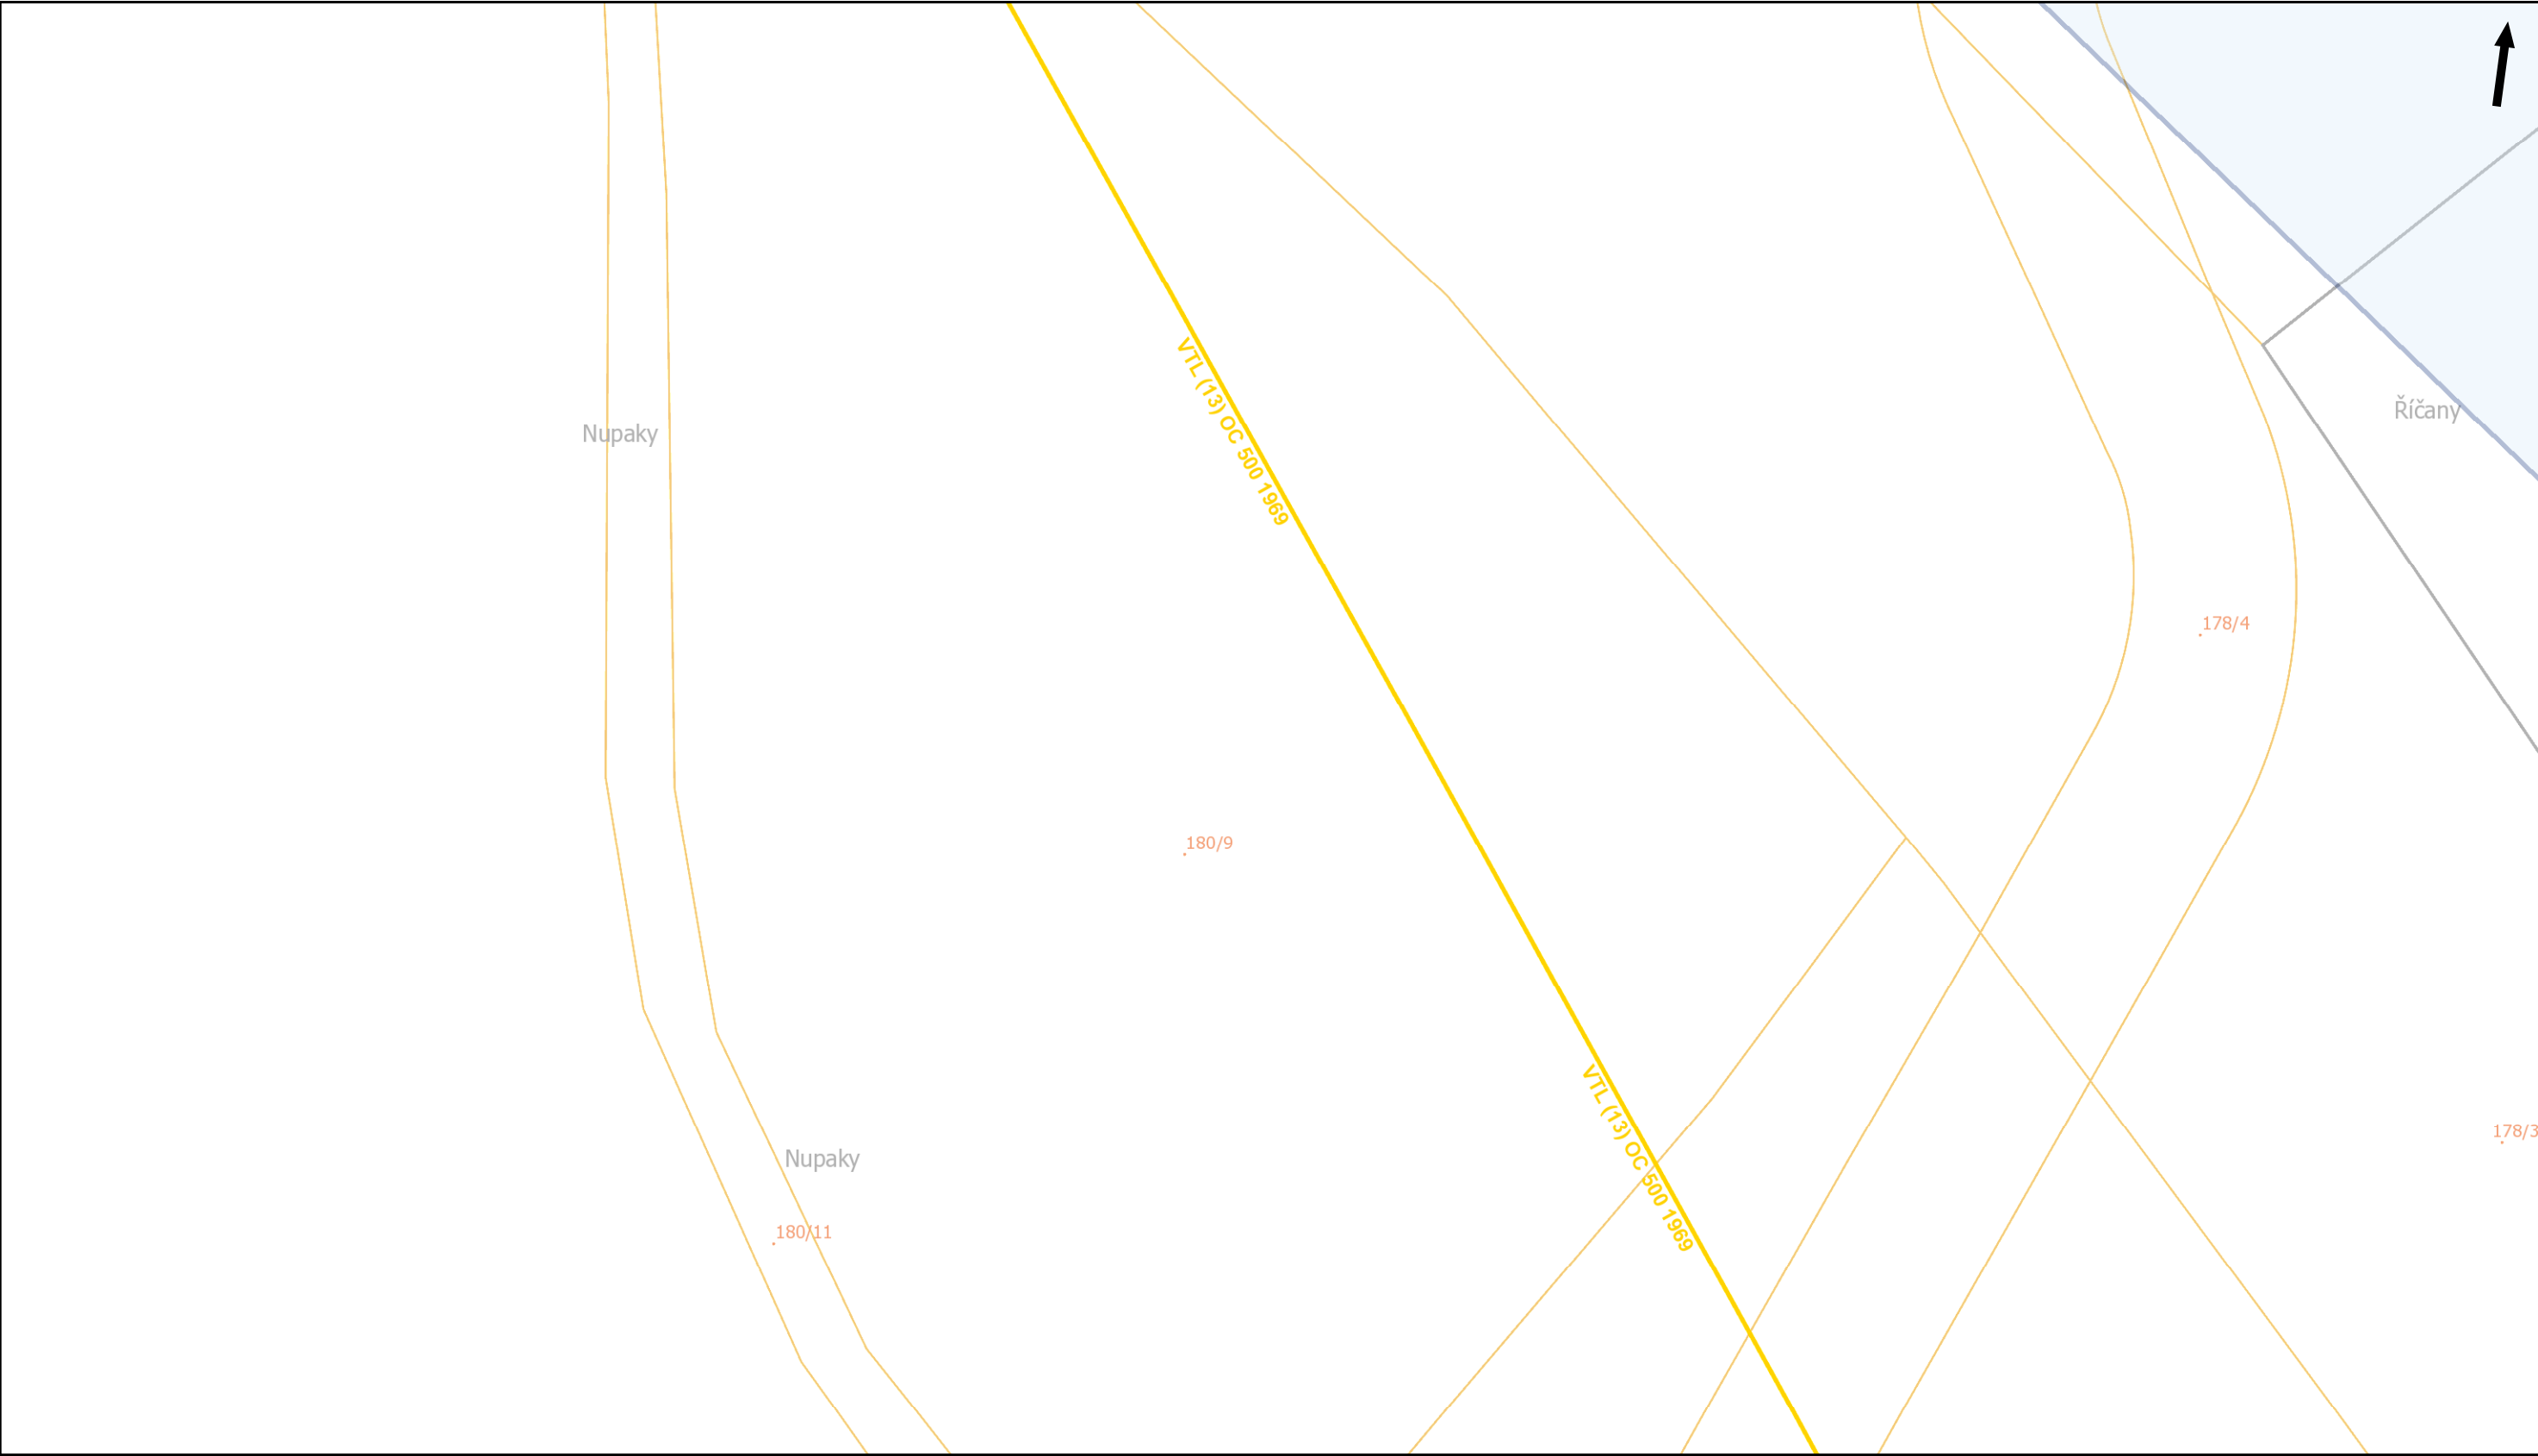 VTL (13) OC 500 1969
Říčany
Nupaky
178/4
180/9
VTL (13) OC 500 1969
178/3
Nupaky
180/11